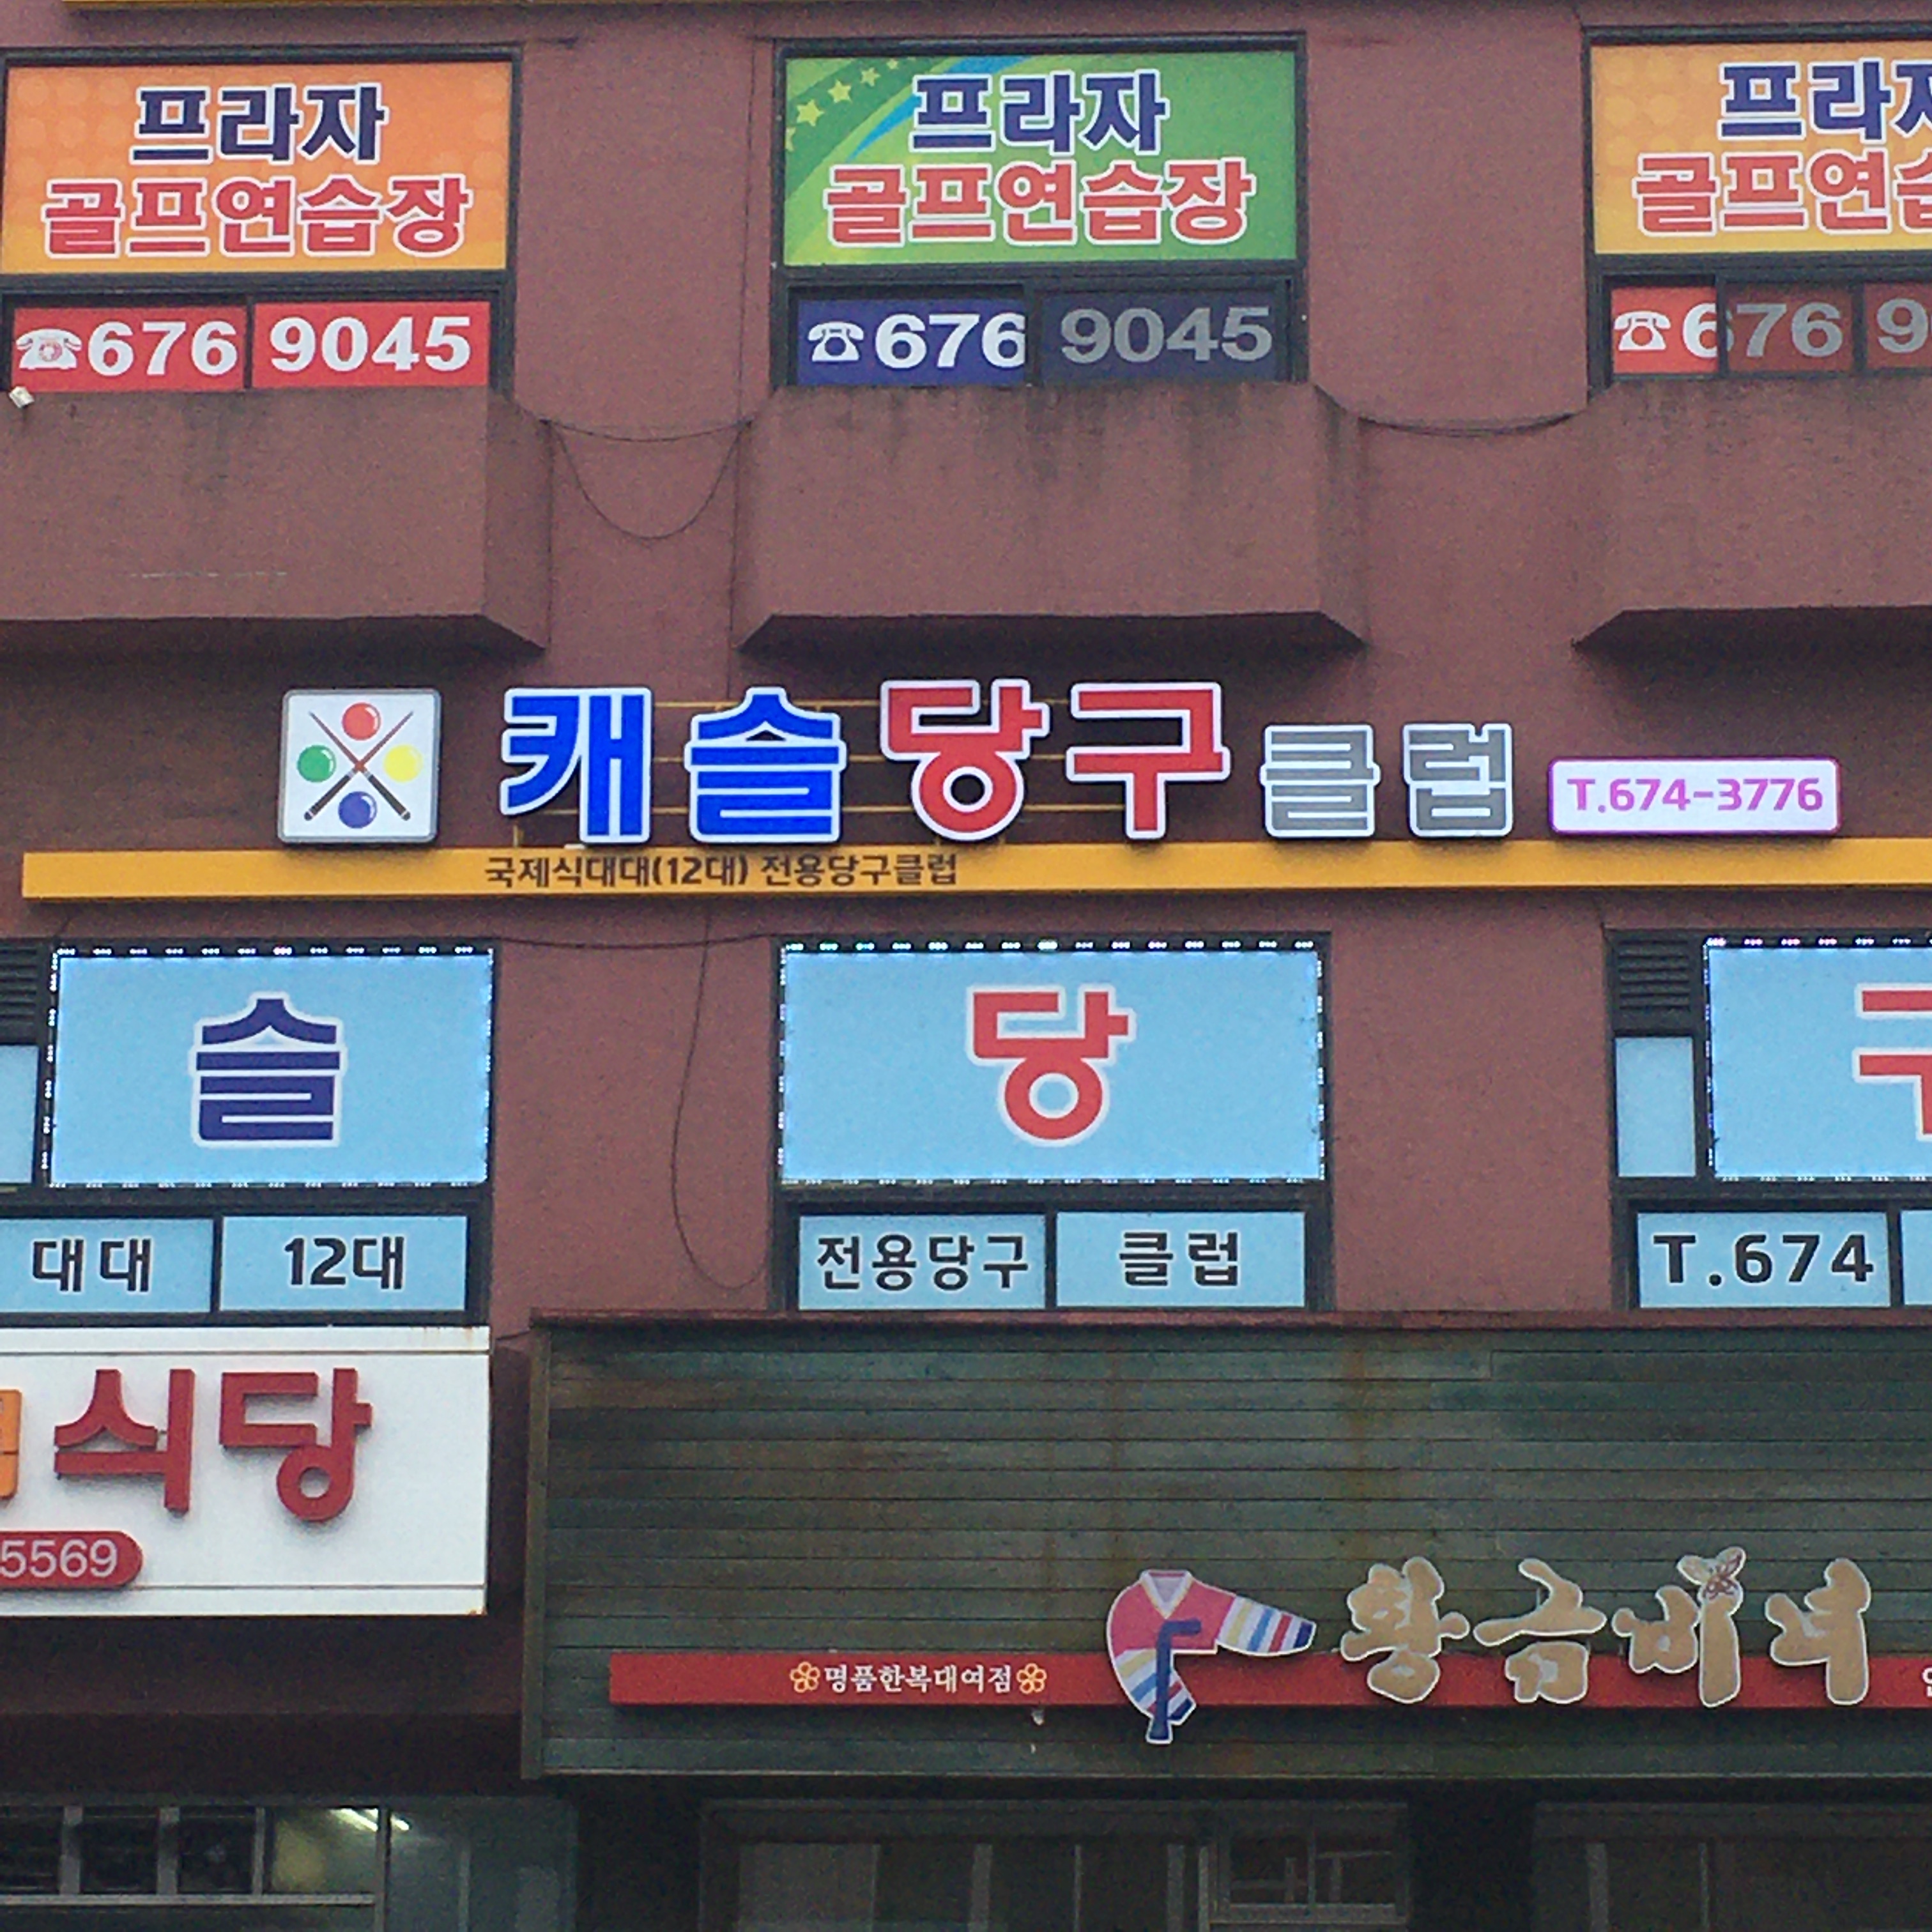 프라자
골프연습장
☎676 9045
프라자
골프연습장
☎676 9045
프라자
골프연습
☎676 9
캐슬당구클럽 T.674-3776
국제식대대(12대) 전용당구클럽
슬
대대 12대
당
전용당구 클럽
구
T.674
식당
5569
명품한복대여점
황금비녀